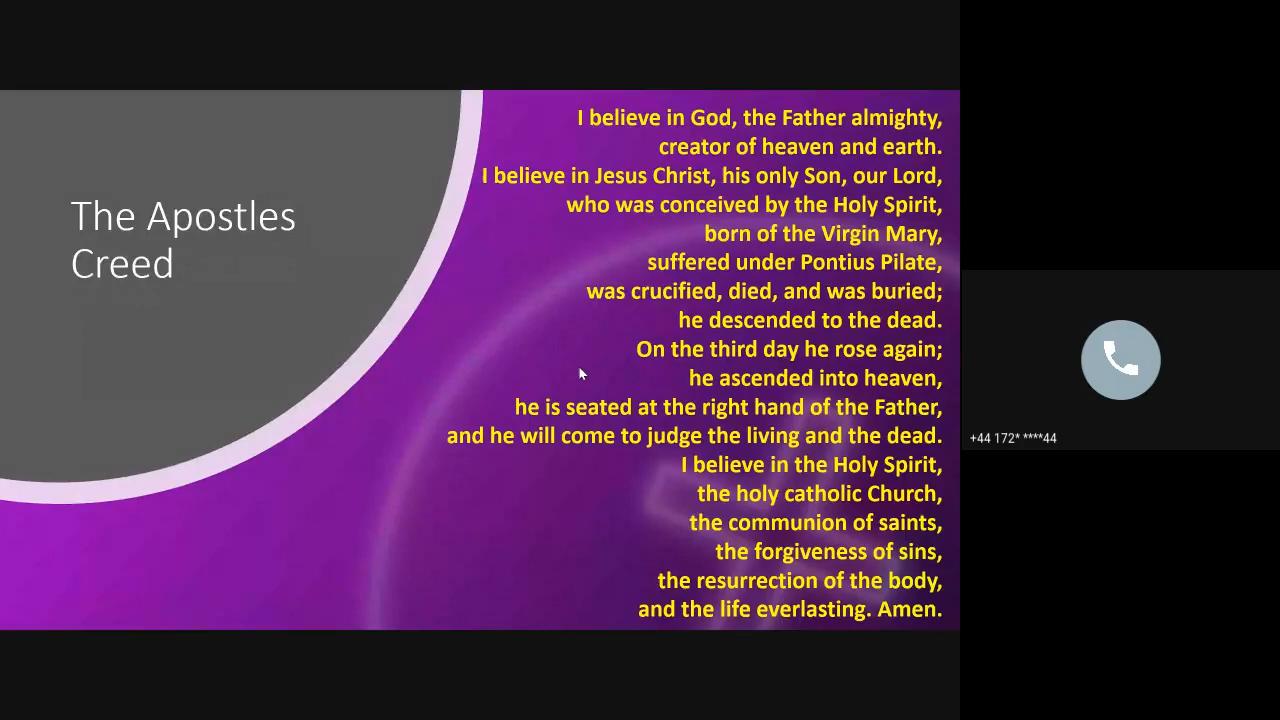 The Apostles
Creed
I believe in God, the Father almighty,
creator of heaven and earth.
I believe in Jesus Christ, his only Son, our Lord,
who was conceived by the Holy Spirit,
born of the Virgin Mary,
suffered under Pontius Pilate,
was crucified, died, and was buried;
he descended to the dead.
On the third day he rose again;
he ascended into heaven,
he is seated at the right hand of the Father,
and he will come to judge the living and the dead.
I believe in the Holy Spirit,
the holy catholic Church,
the communion of saints,
the forgiveness of sins,
the resurrection of the body,
and the life everlasting. Amen.
+44 172* ****44